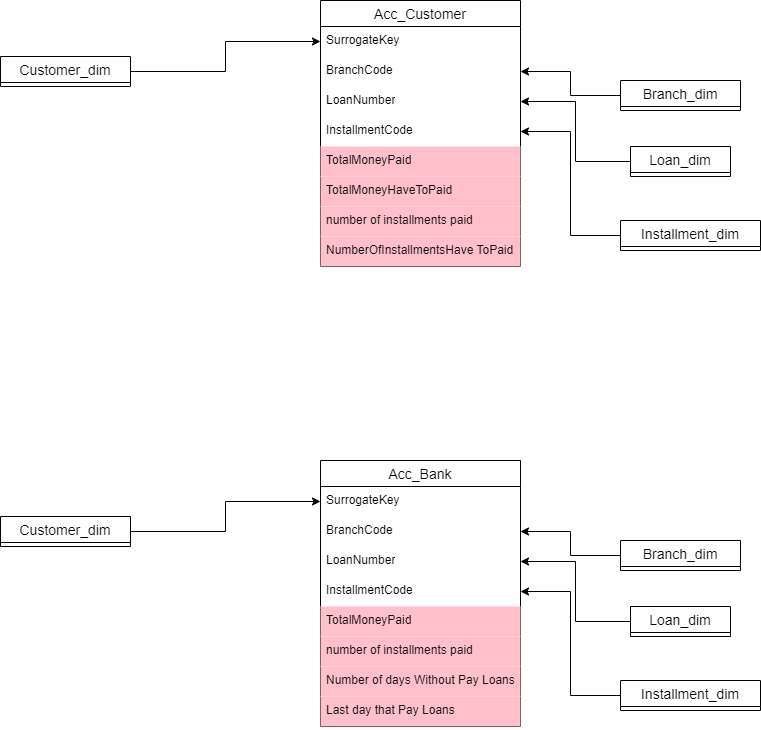 Acc_Customer
SurrogateKey
Customer_dim
BranchCode
Branch_dim
LoanNumber
InstallmentCode
TotalMoneyPaid
Loan_dim
TotalMoneyHaveToPaid
number of installments paid
Installment_dim
NumberOfInstallmentsHave ToPaid
Acc_Bank
SurrogateKey
Customer_dim
BranchCode
Branch_dim
LoanNumber
InstallmentCode
TotalMoneyPaid
Loan_dim
number of installments paid
Number of days Without Pay Loans
Installment_dim
Last day that Pay Loans